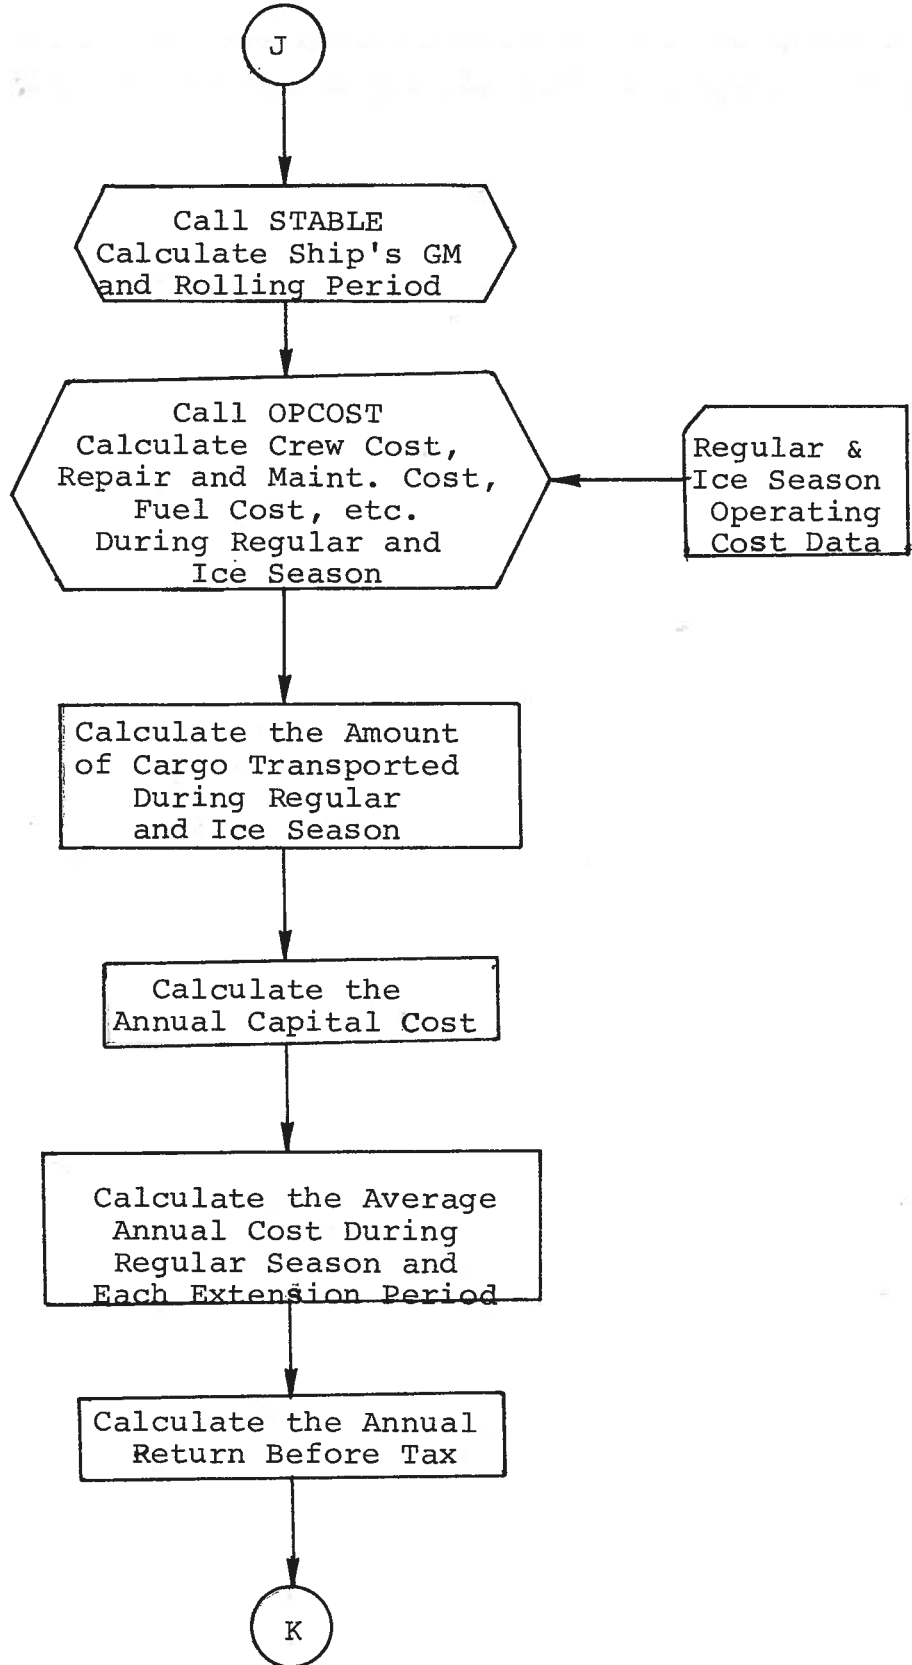 J
Call STABLE
Calculate Ship's GM
and Rolling Period
Call OPCOST
Calculate Crew Cost,
Repair and Maint. Cost,
Fuel Cost, etc.
During Regular and
Ice Season
Regular &
Ice Season
Operating
Cost Data
Calculate the Amount
of Cargo Transported
During Regular
and Ice Season
Calculate the
Annual Capital Cost
Calculate the Average
Annual Cost During
Regular Season and
Each Extension Period
Calculate the Annual
Return Before Tax
K